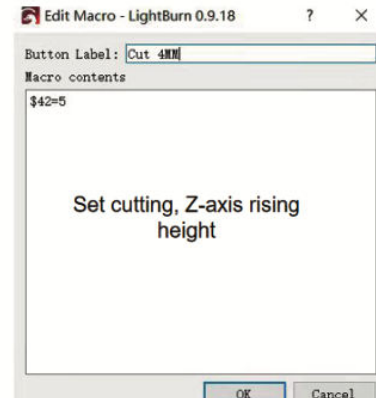 Edit Macro - LightBurn 0.9.18 ? ×
Button Label: Cut 4MM
Macro contents
$42=5
Set cutting, Z-axis rising
height
OK Cancel